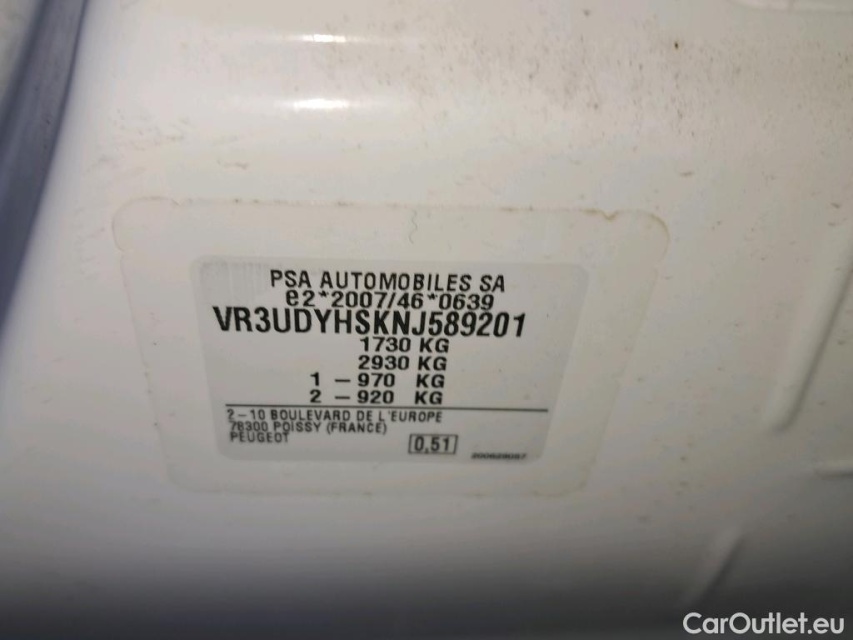 PSA AUTOMOBILES SA
e2*2007/46*0639
VR3UDYHSKNJ589201
1730 KG
2930 KG
1 – 970 KG
2 – 920 KG
2–10 BOULEVARD DE L'EUROPE
78300 POISSY (FRANCE)
PEUGEOT
0,51
CarOutlet.eu